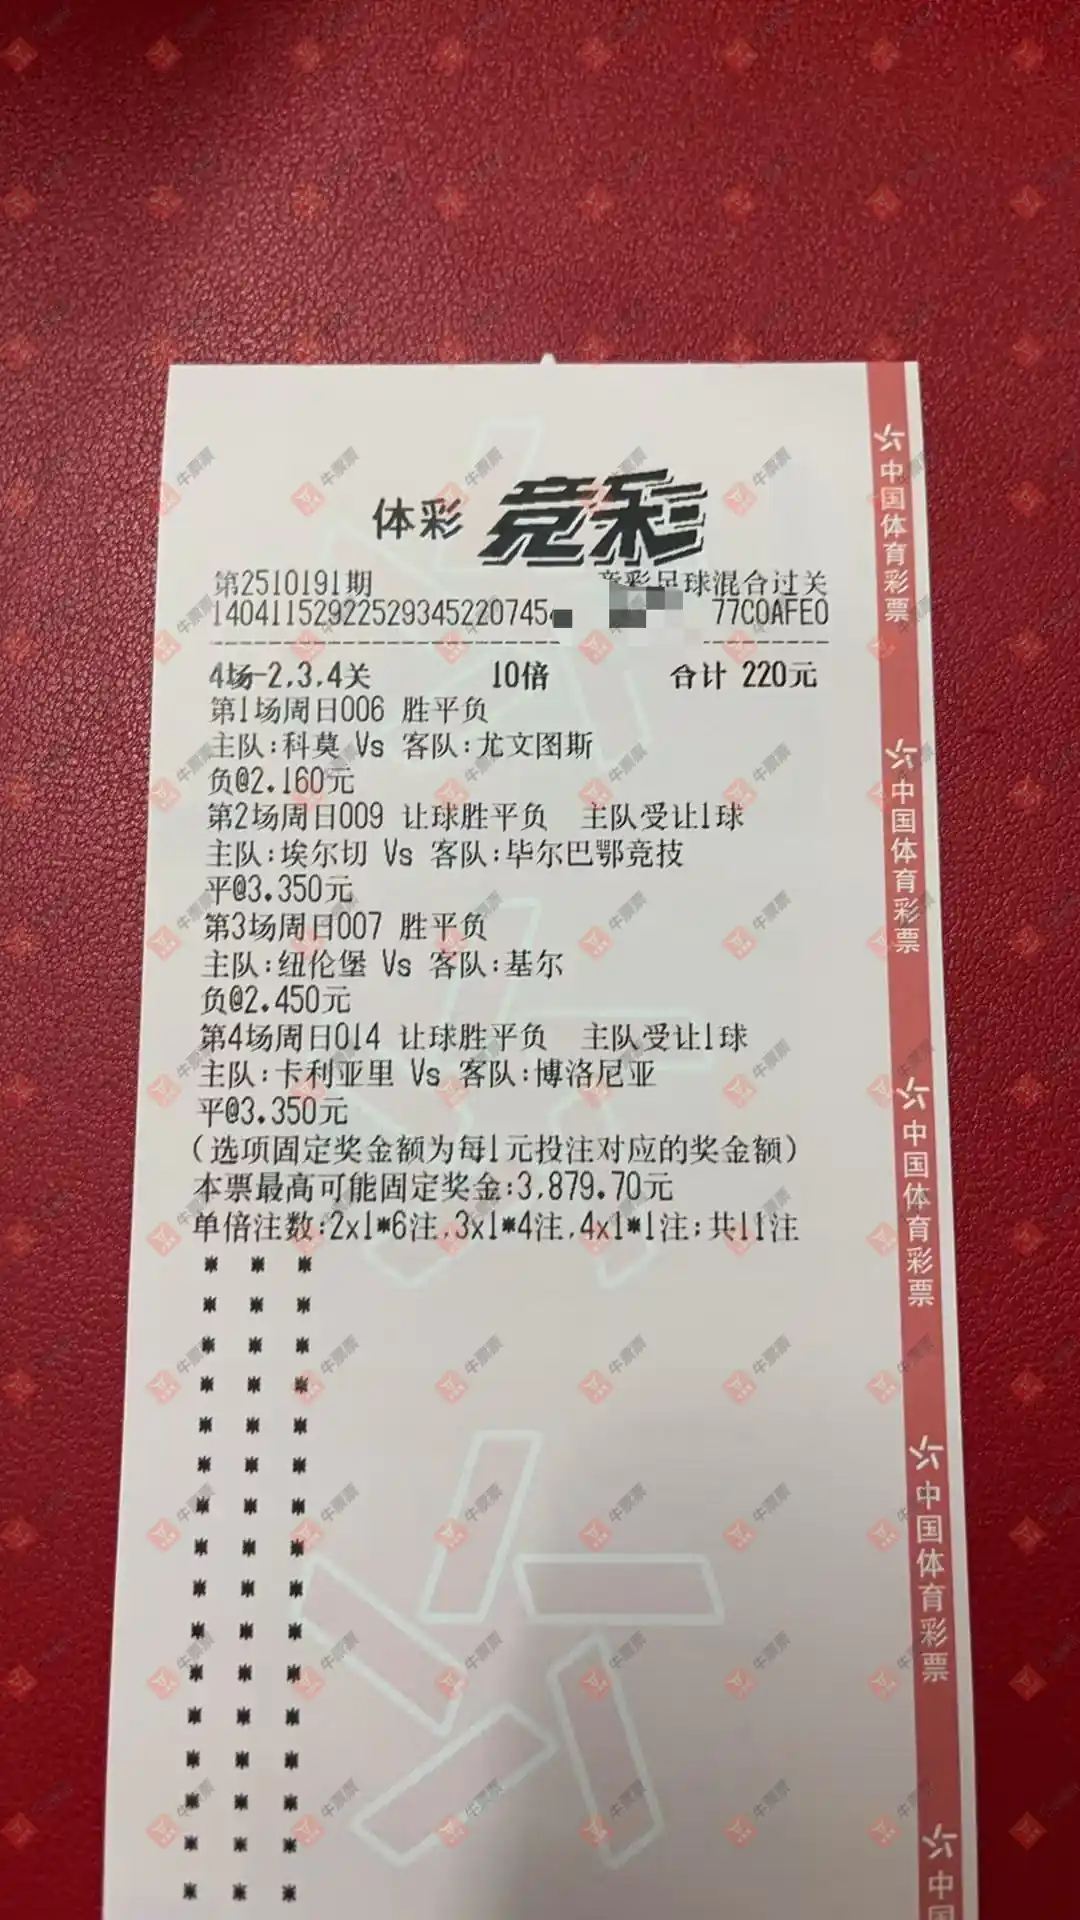 体彩 竞彩
第2510191期 竞彩足球混合过关
140411529225293452207454 77C0AFE0
4场-2,3,4关 10倍 合计 220元
第1场周日006 胜平负
主队:科莫 Vs 客队:尤文图斯
负@2.160元
第2场周日009 让球胜平负 主队受让1球
主队:埃尔切 Vs 客队:毕尔巴鄂竞技
平@3.350元
第3场周日007 胜平负
主队:纽伦堡 Vs 客队:基尔
负@2.450元
第4场周日014 让球胜平负 主队受让1球
主队:卡利亚里 Vs 客队:博洛尼亚
平@3.350元
(选项固定奖金额为每1元投注对应的奖金额)
本票最高可能固定奖金:3,879.70元
单倍注数:2x1*6注,3x1*4注,4x1*1注;共11注
中国体育彩票
中国体育彩票
中国体育彩票
中国体育彩票
中国
牛票票